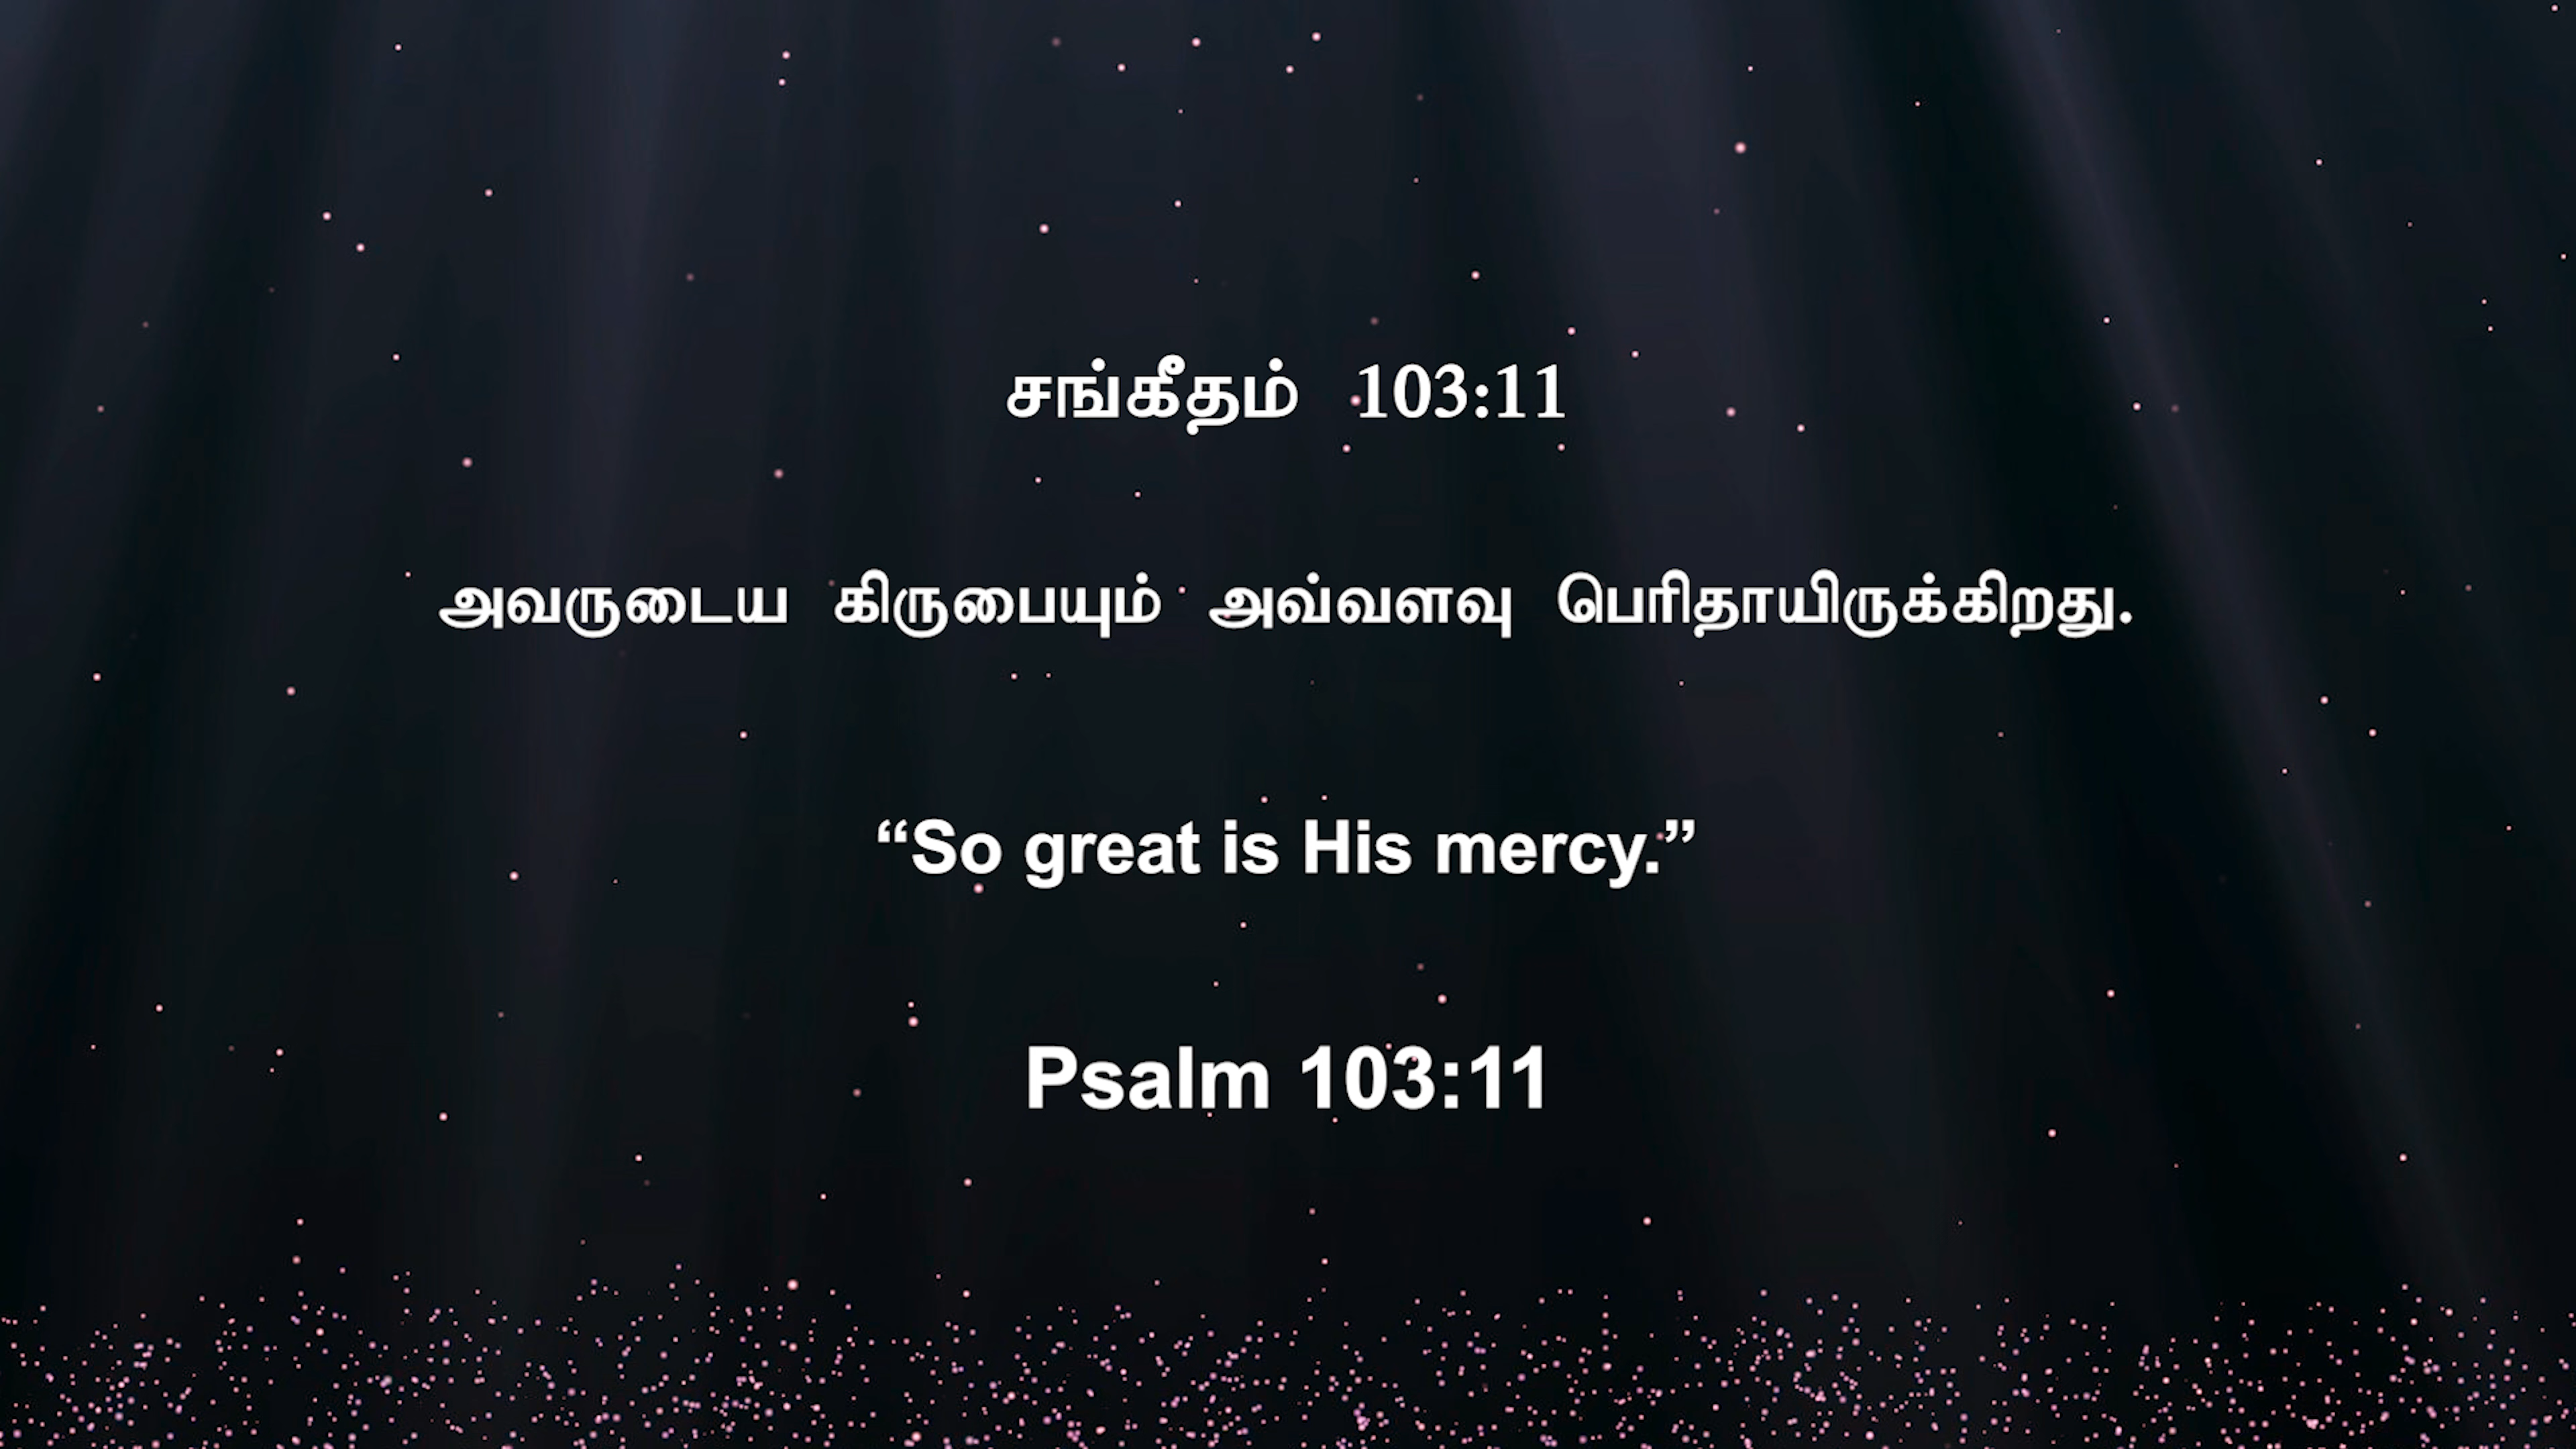 சங்கீதம் 103:11
அவருடைய கிருபையும் அவ்வளவு பெரிதாயிருக்கிறது.
“So great is His mercy.”
Psalm 103:11